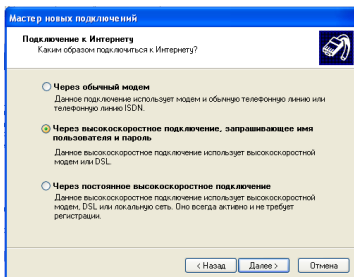 Мастер новых подключений
Подключение к Интернету
Каким образом подключиться к Интернету?
Через обычный модем
Данное подключение использует модем и обычную телефонную линию или
телефонную линию ISDN.
Через высокоскоростное подключение, запрашивающее имя
пользователя и пароль
Данное высокоскоростное подключение использует высокоскоростной
модем или DSL.
Через постоянное высокоскоростное подключение
Данное высокоскоростное подключение использует высокоскоростной
модем, DSL или локальную сеть. Оно всегда активно и не требует
регистрации.
< Назад Далее > Отмена